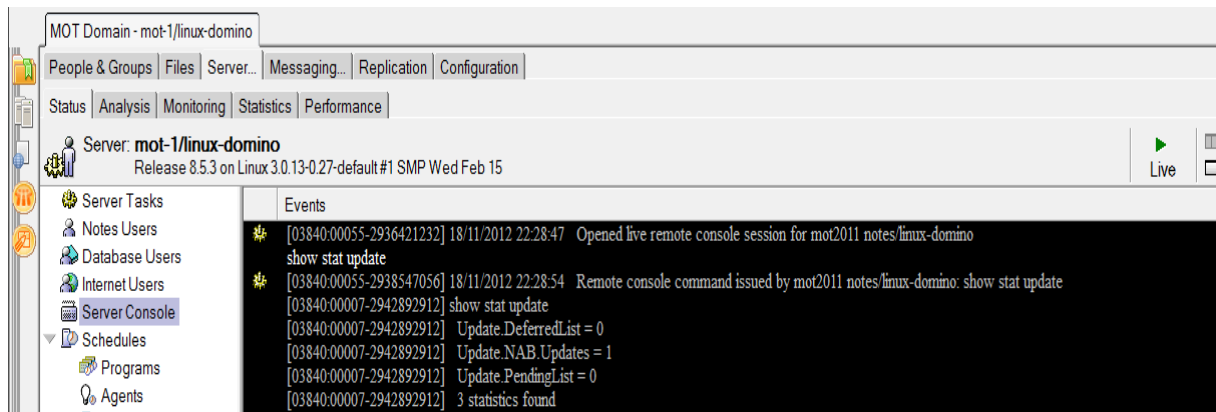 MOT Domain - mot-1/linux-domino
People & Groups Files Server... Messaging... Replication Configuration
Status Analysis Monitoring Statistics Performance
Server: mot-1/linux-domino
Release 8.5.3 on Linux 3.0.13-0.27-default #1 SMP Wed Feb 15
Live
Server Tasks
Notes Users
Database Users
Internet Users
Server Console
Schedules
Programs
Agents
Events
[03840:00055-2936421232] 18/11/2012 22:28:47 Opened live remote console session for mot2011 notes/linux-domino
show stat update
[03840:00055-2938547056] 18/11/2012 22:28:54 Remote console command issued by mot2011 notes/linux-domino: show stat update
[03840:00007-2942892912] show stat update
[03840:00007-2942892912] Update.DeferredList = 0
[03840:00007-2942892912] Update.NAB.Updates = 1
[03840:00007-2942892912] Update.PendingList = 0
[03840:00007-2942892912] 3 statistics found